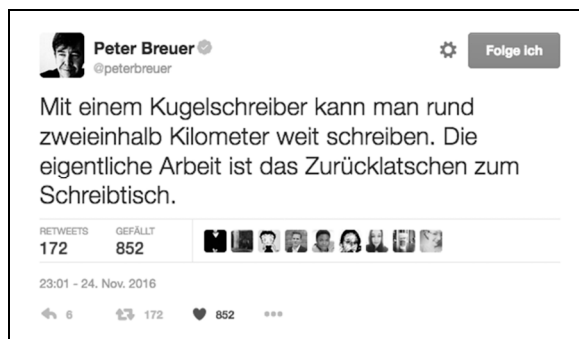 Peter Breuer
@peterbreuer
Folge ich
Mit einem Kugelschreiber kann man rund
zweieinhalb Kilometer weit schreiben. Die
eigentliche Arbeit ist das Zurücklatschen zum
Schreibtisch.
RETWEETS GEFÄLLT
172 852
23:01 - 24. Nov. 2016
6 172 852